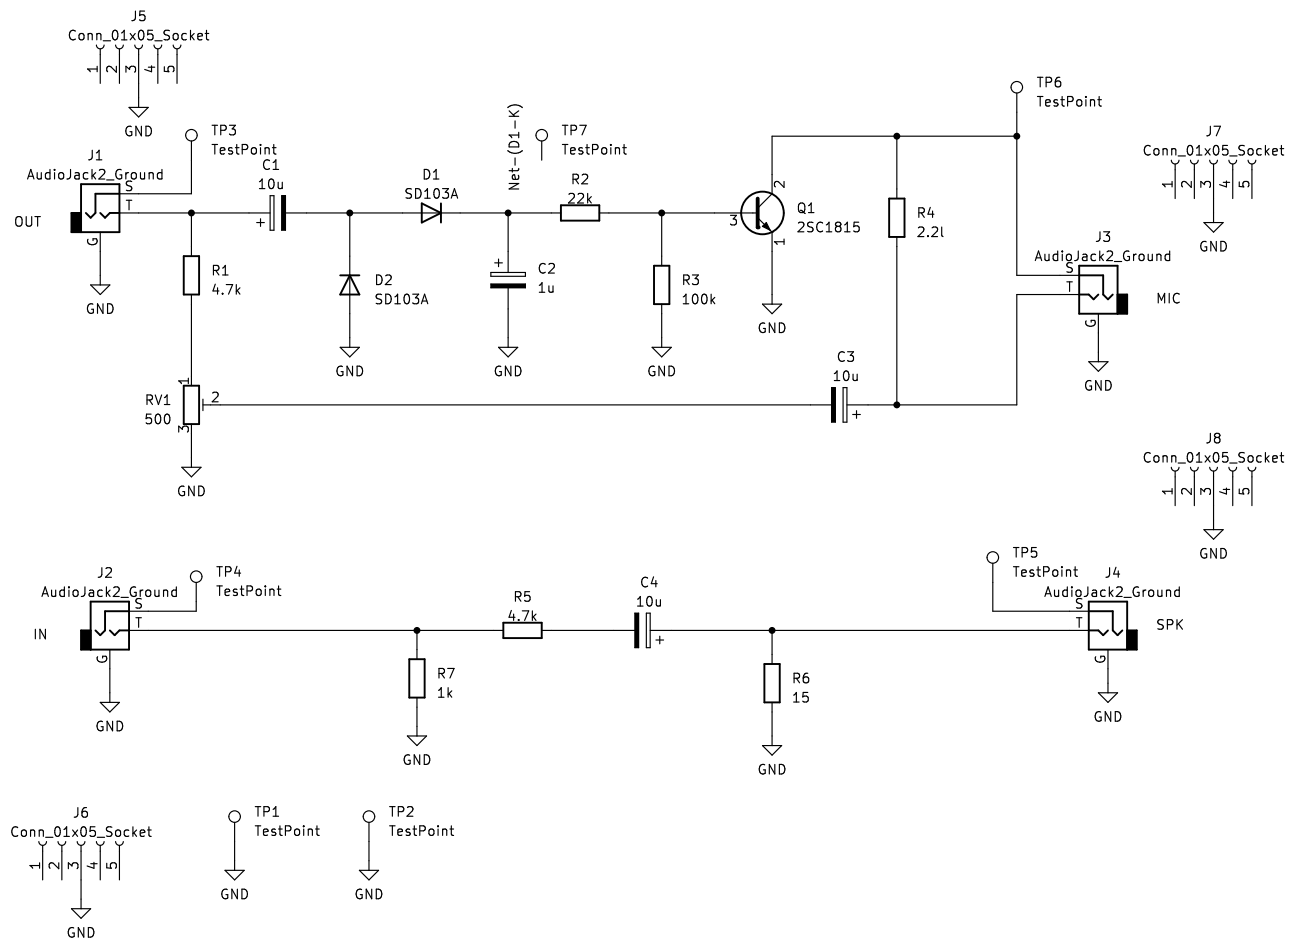 J5
Conn_01x05_Socket
1 2 3 4 5
GND
TP3
TestPoint
J1
AudioJack2_Ground
S
T
G
OUT
GND
C1
10u
+
R1
4.7k
RV1
500
1
2
3
GND
D1
SD103A
D2
SD103A
GND
Net-(D1-K)
TP7
TestPoint
+
C2
1u
GND
R2
22k
R3
100k
GND
Q1
2SC1815
2
3
1
GND
R4
2.2l
C3
10u
+
TP6
TestPoint
J7
Conn_01x05_Socket
1 2 3 4 5
GND
J3
AudioJack2_Ground
S
T
G
MIC
GND
J8
Conn_01x05_Socket
1 2 3 4 5
GND
J2
AudioJack2_Ground
S
T
G
IN
GND
TP4
TestPoint
R7
1k
GND
R5
4.7k
C4
10u
+
R6
15
GND
TP5
TestPoint
J4
AudioJack2_Ground
S
T
G
SPK
GND
J6
Conn_01x05_Socket
1 2 3 4 5
GND
TP1
TestPoint
GND
TP2
TestPoint
GND